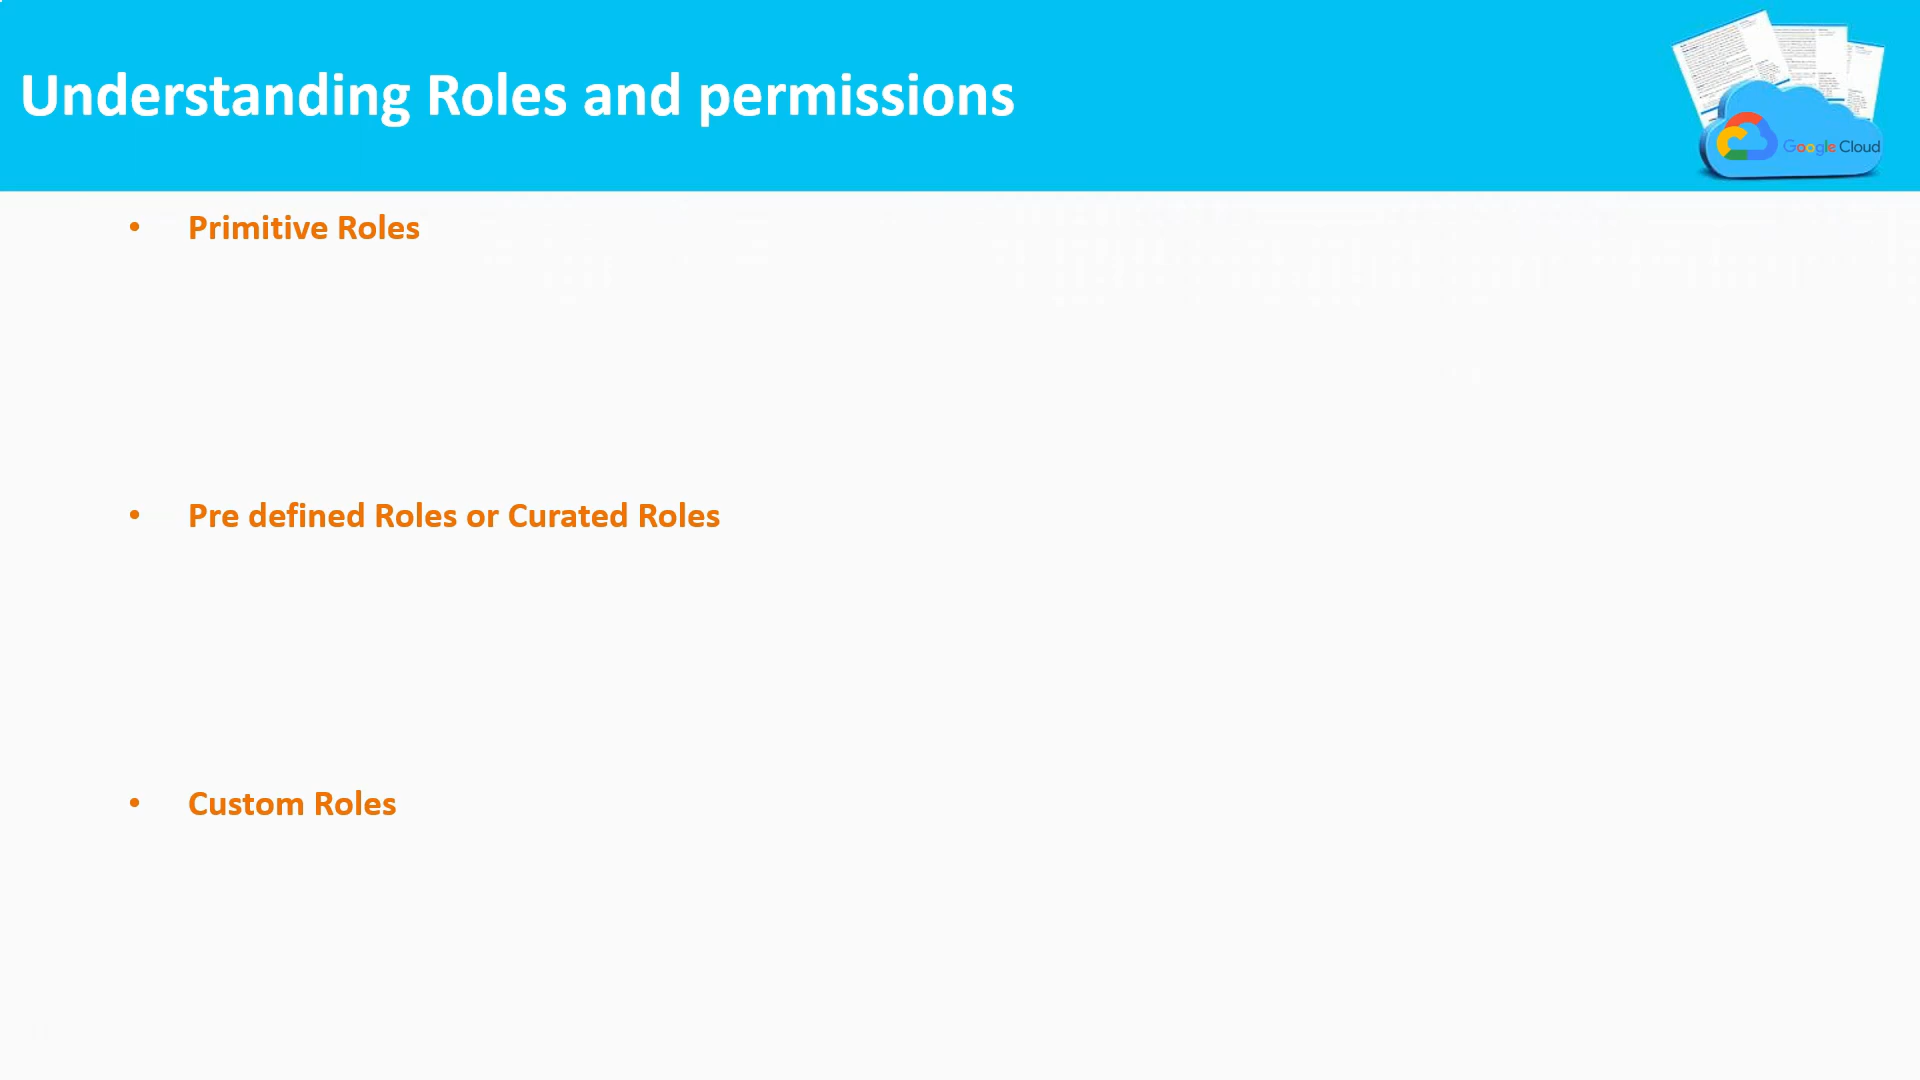 Understanding Roles and permissions
Google Cloud
• Primitive Roles
• Pre defined Roles or Curated Roles
• Custom Roles